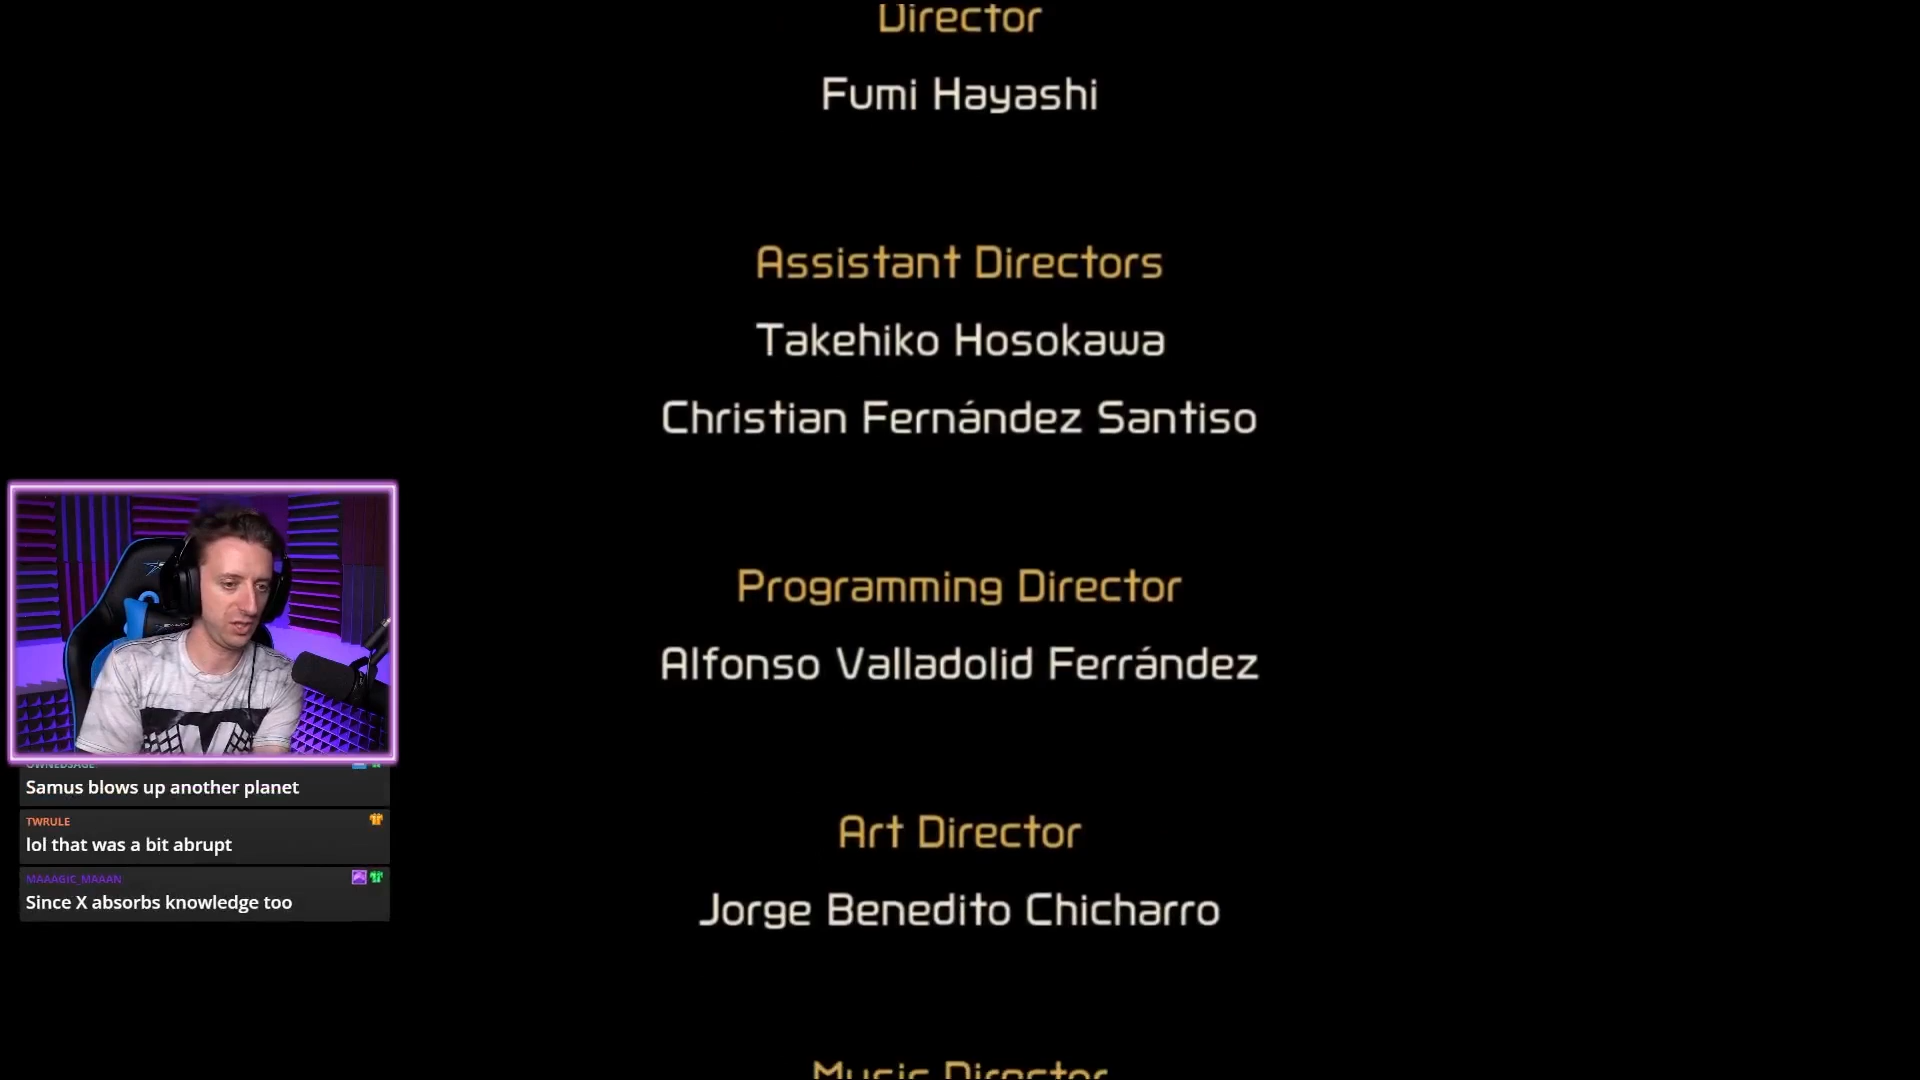 Director
Fumi Hayashi
Assistant Directors
Takehiko Hosokawa
Christian Fernández Santiso
Programming Director
Alfonso Valladolid Ferrández
Art Director
Jorge Benedito Chicharro
Music Director
OWNEDSAGE
Samus blows up another planet
TWRULE
lol that was a bit abrupt
MAAAGIC_MAAAN
Since X absorbs knowledge too